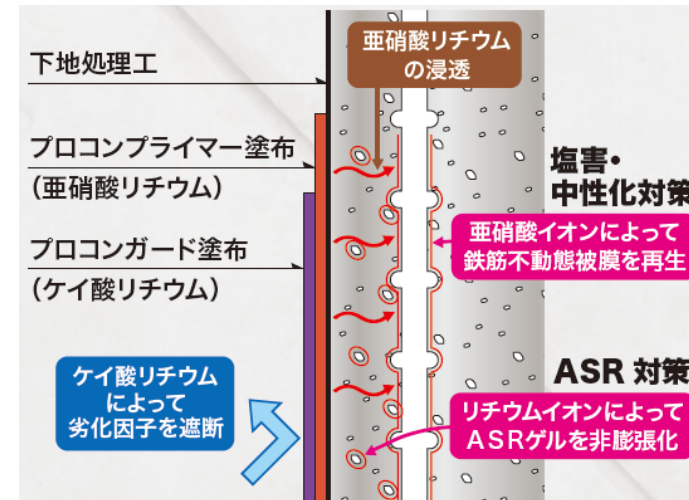 下地処理工
プロコンプライマー塗布
（亜硝酸リチウム）
プロコンガード塗布
（ケイ酸リチウム）
ケイ酸リチウム
によって
劣化因子を遮断
亜硝酸リチウム
の浸透
塩害・
中性化対策
亜硝酸イオンによって
鉄筋不動態被膜を再生
ASR 対策
リチウムイオンによって
ASRゲルを非膨張化